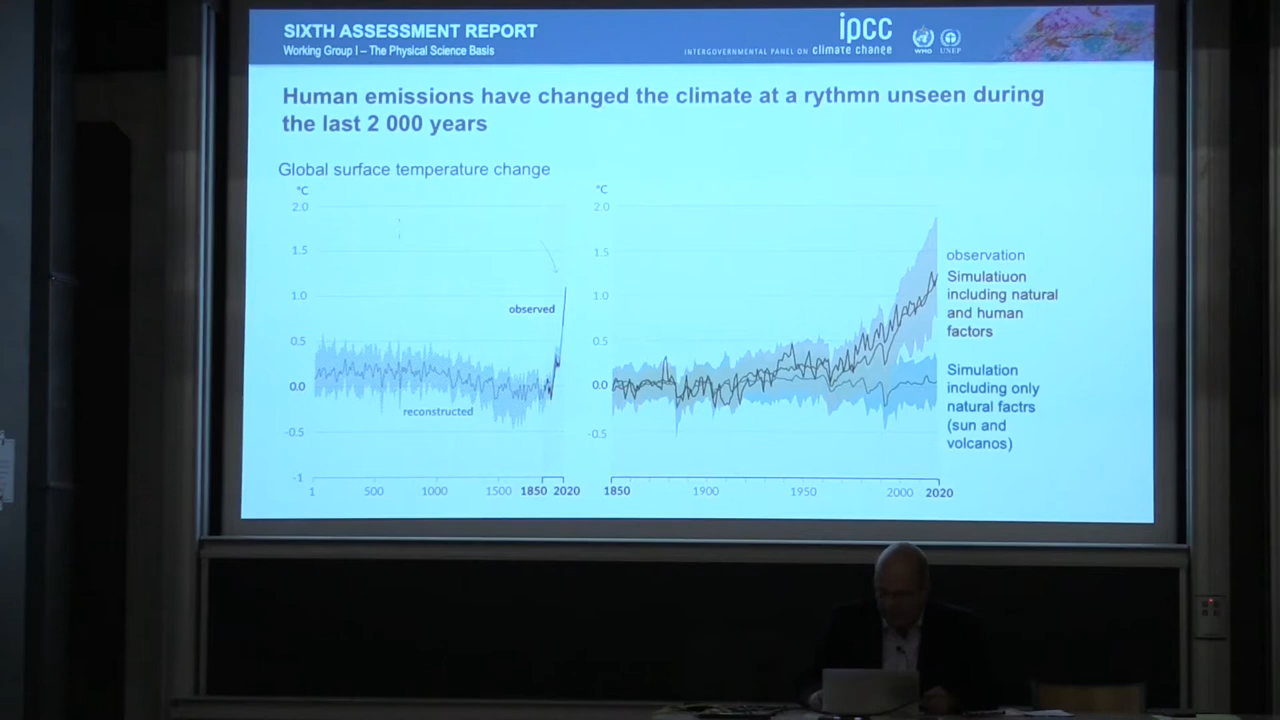 SIXTH ASSESSMENT REPORT
Working Group I – The Physical Science Basis
ipcc
INTERGOVERNMENTAL PANEL ON climate change
WMO UNEP
Human emissions have changed the climate at a rythmn unseen during
the last 2 000 years
Global surface temperature change
°C
2.0
1.5
1.0
0.5
0.0
-0.5
-1
observed
reconstructed
1 500 1000 1500 1850 2020
°C
2.0
1.5
1.0
0.5
0.0
-0.5
1850 1900 1950 2000 2020
observation
Simulatiuon
including natural
and human
factors
Simulation
including only
natural factrs
(sun and
volcanos)